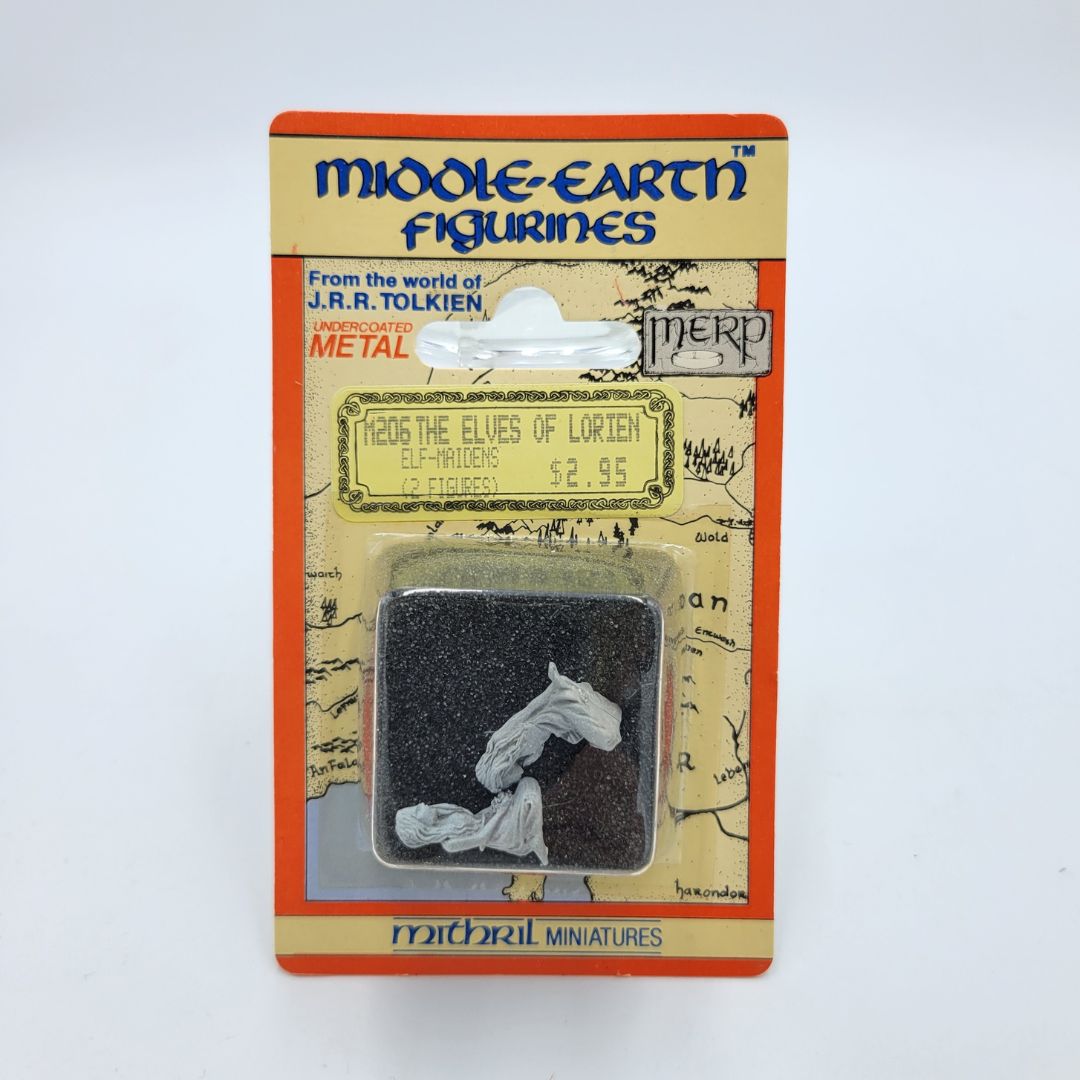 MIDDLE-EARTH™
FIGURINES
From the world of
J.R.R. TOLKIEN
UNDERCOATED
METAL
MERP
M206 THE ELVES OF LORIEN
ELF-MAIDENS
$2.95
(2 FIGURES)
Wold
Enewash
Harondor
MITHRIL MINIATURES